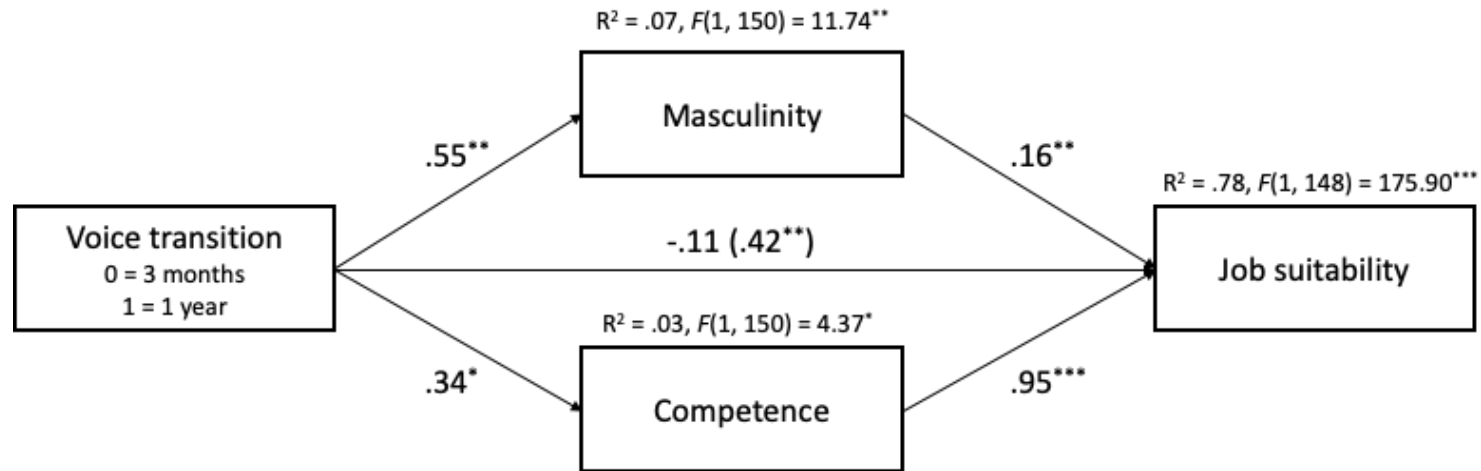 R² = .07, F(1, 150) = 11.74**
Masculinity
.55**
.16**
R² = .78, F(1, 148) = 175.90***
Voice transition
0 = 3 months
1 = 1 year
-.11 (.42**)
Job suitability
R² = .03, F(1, 150) = 4.37*
.34*
.95***
Competence